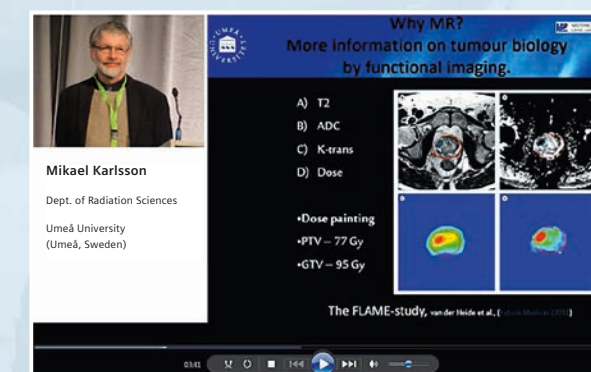 Mikael Karlsson
Dept. of Radiation Sciences
Umeå University
(Umeå, Sweden)
UMEÅ UNIVERSITET
Why MR?
More information on tumour biology
by functional imaging.
A) T2
B) ADC
C) K-trans
D) Dose
•Dose painting
•PTV – 77 Gy
•GTV – 95 Gy
The FLAME-study, van der Heide et al., (
03:41